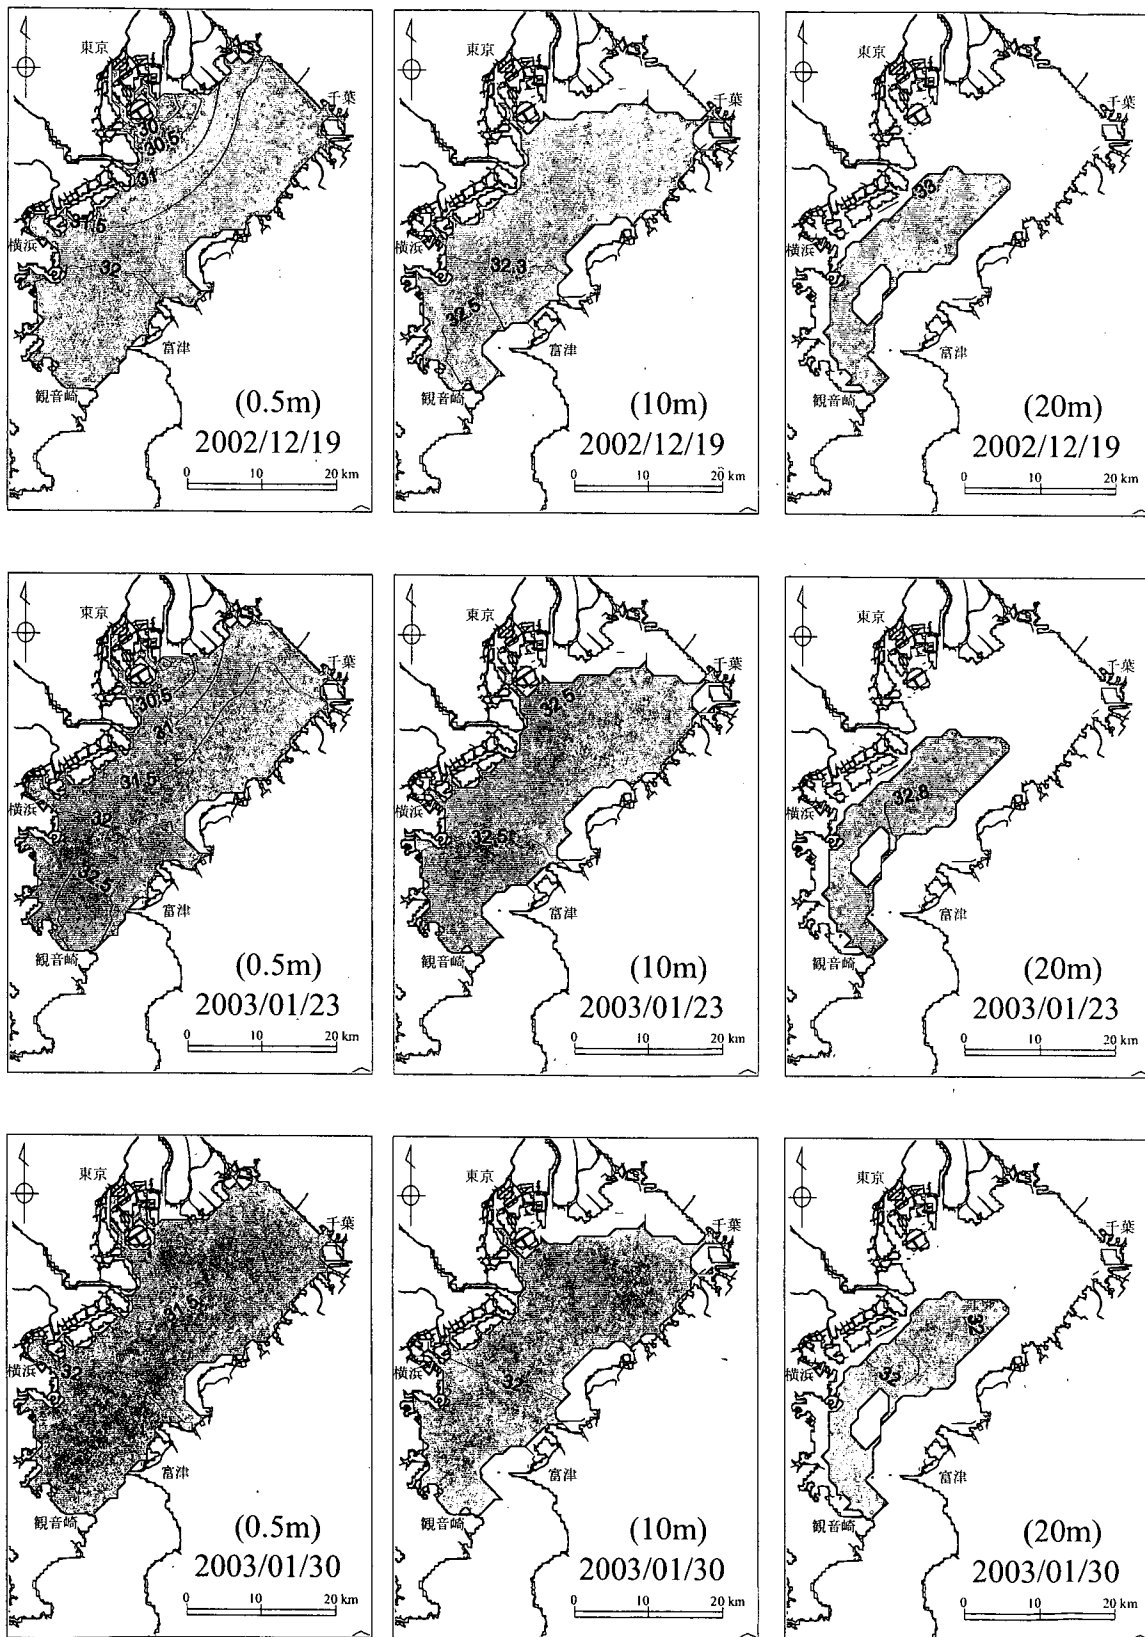 東京
千葉
30
30.5
31
31.5
横浜
32
富津
観音崎
(0.5m)
2002/12/19
0 10 20 km
東京
千葉
横浜
32.3
32.5
富津
観音崎
(10m)
2002/12/19
0 10 20 km
東京
千葉
33
横浜
富津
観音崎
(20m)
2002/12/19
0 10 20 km
東京
千葉
30.5
31
31.5
横浜
32
32.5
富津
観音崎
(0.5m)
2003/01/23
0 10 20 km
東京
千葉
32.5
横浜
32.5
富津
観音崎
(10m)
2003/01/23
0 10 20 km
東京
千葉
32.8
横浜
富津
観音崎
(20m)
2003/01/23
0 10 20 km
東京
千葉
31.5
横浜
32
富津
観音崎
(0.5m)
2003/01/30
0 10 20 km
東京
千葉
横浜
32
富津
観音崎
(10m)
2003/01/30
0 10 20 km
東京
千葉
32
32
横浜
富津
観音崎
(20m)
2003/01/30
0 10 20 km